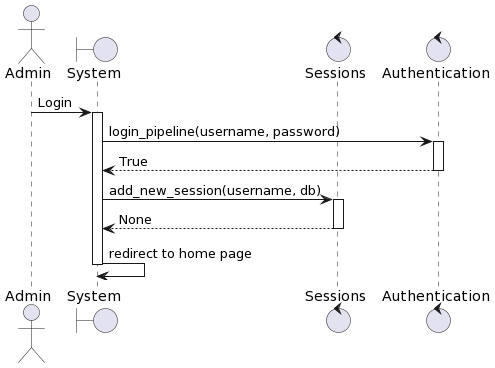 Admin
System
Sessions
Authentication
Login
login_pipeline(username, password)
True
add_new_session(username, db)
None
redirect to home page
Admin
System
Sessions
Authentication